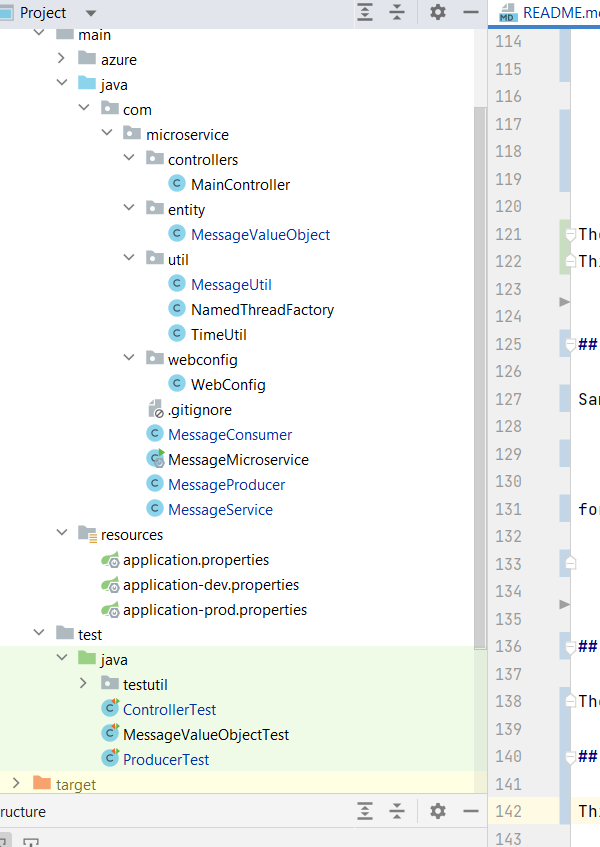 Project
README.m
main
azure
java
com
microservice
controllers
MainController
entity
MessageValueObject
util
MessageUtil
NamedThreadFactory
TimeUtil
webconfig
WebConfig
.gitignore
MessageConsumer
MessageMicroservice
MessageProducer
MessageService
resources
application.properties
application-dev.properties
application-prod.properties
test
java
testutil
ControllerTest
MessageValueObjectTest
ProducerTest
target
ructure
MD
114
115
116
117
118
119
120
121 The
122 Thi
123
124
125 ##
126
127 Sam
128
129
130
131 for
132
133
134
135
136 ##
137
138 The
139
140 ##
141
142 Thi
143